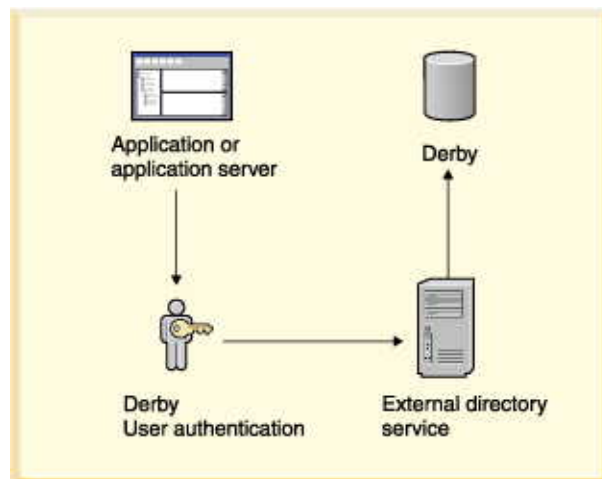 Application or
application server
Derby
Derby
User authentication
External directory
service